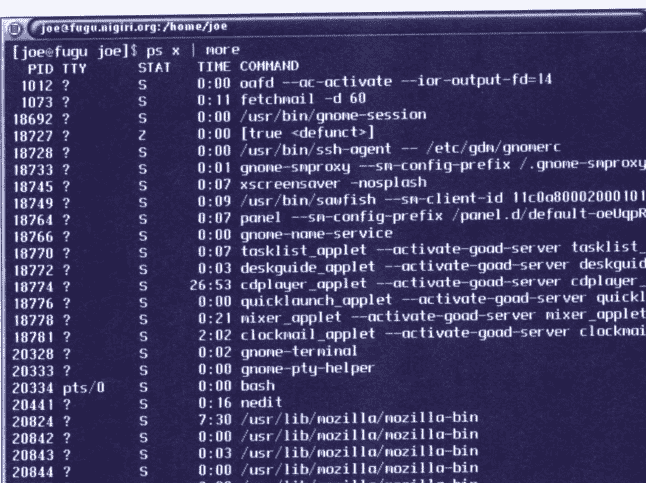 joe@fugu.nigiri.org:/home/joe
[joe@fugu joe]$ ps x | more
PID TTY STAT TIME COMMAND
1012 ? S 0:00 oafd --ac-activate --ior-output-fd=14
1073 ? S 0:11 fetchmail -d 60
18692 ? S 0:00 /usr/bin/gnome-session
18727 ? Z 0:00 [true <defunct>]
18728 ? S 0:00 /usr/bin/ssh-agent -- /etc/gdm/gnomerc
18733 ? S 0:01 gnome-smproxy --sm-config-prefix /.gnome-smproxy
18745 ? S 0:07 xscreensaver -nosplash
18749 ? S 0:09 /usr/bin/sawfish --sm-client-id 11c0a80002000101
18764 ? S 0:07 panel --sm-config-prefix /panel.d/default-oeUqpR
18766 ? S 0:00 gnome-name-service
18770 ? S 0:07 tasklist_applet --activate-goad-server tasklist_
18772 ? S 0:03 deskguide_applet --activate-goad-server deskguid
18774 ? S 26:53 cdplayer_applet --activate-goad-server cdplayer_
18776 ? S 0:00 quicklaunch_applet --activate-goad-server quickl
18778 ? S 0:21 mixer_applet --activate-goad-server mixer_applet
18781 ? S 2:02 clockmail_applet --activate-goad-server clockmai
20328 ? S 0:02 gnome-terminal
20333 ? S 0:00 gnome-pty-helper
20334 pts/0 S 0:00 bash
20441 ? S 0:16 nedit
20824 ? S 7:30 /usr/lib/mozilla/mozilla-bin
20842 ? S 0:00 /usr/lib/mozilla/mozilla-bin
20843 ? S 0:03 /usr/lib/mozilla/mozilla-bin
20844 ? S 0:00 /usr/lib/mozilla/mozilla-bin